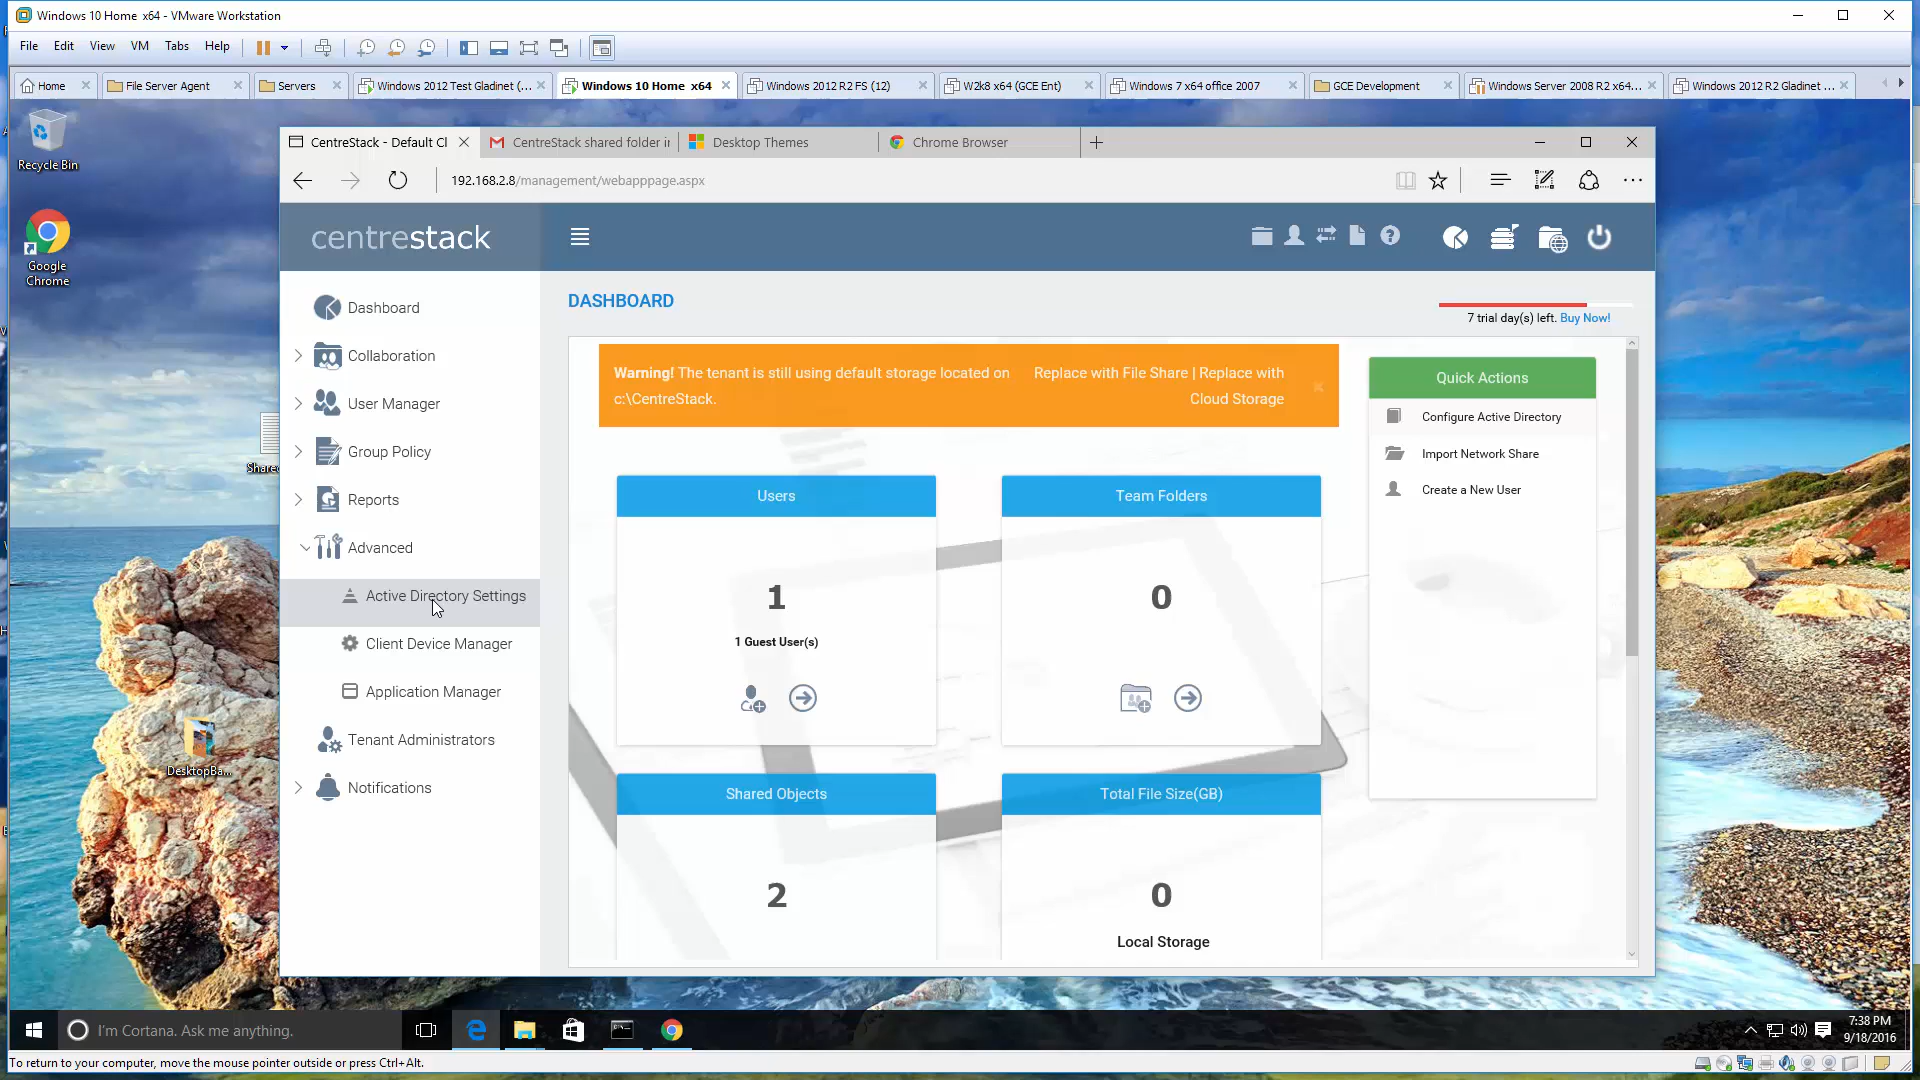 Windows 10 Home  x64 - VMware Workstation
File Edit View VM Tabs Help
Home File Server Agent Servers Windows 2012 Test Gladinet (... Windows 10 Home  x64 Windows 2012 R2 FS (12) W2k8 x64 (GCE Ent) Windows 7 x64 office 2007 GCE Development Windows Server 2008 R2 x64... Windows 2012 R2 Gladinet ...
Recycle Bin
Google
Chrome
Shared
DesktopBa...
CentreStack - Default Cl CentreStack shared folder in Desktop Themes Chrome Browser
192.168.2.8/management/webapppage.aspx
centrestack
Dashboard
Collaboration
User Manager
Group Policy
Reports
Advanced
Active Directory Settings
Client Device Manager
Application Manager
Tenant Administrators
Notifications
DASHBOARD
7 trial day(s) left. Buy Now!
Warning! The tenant is still using default storage located on
c:\CentreStack.
Replace with File Share | Replace with
Cloud Storage
Quick Actions
Configure Active Directory
Import Network Share
Create a New User
Users
1
1 Guest User(s)
Team Folders
0
Shared Objects
2
Total File Size(GB)
0
Local Storage
I'm Cortana. Ask me anything.
7:38 PM
9/18/2016
To return to your computer, move the mouse pointer outside or press Ctrl+Alt.